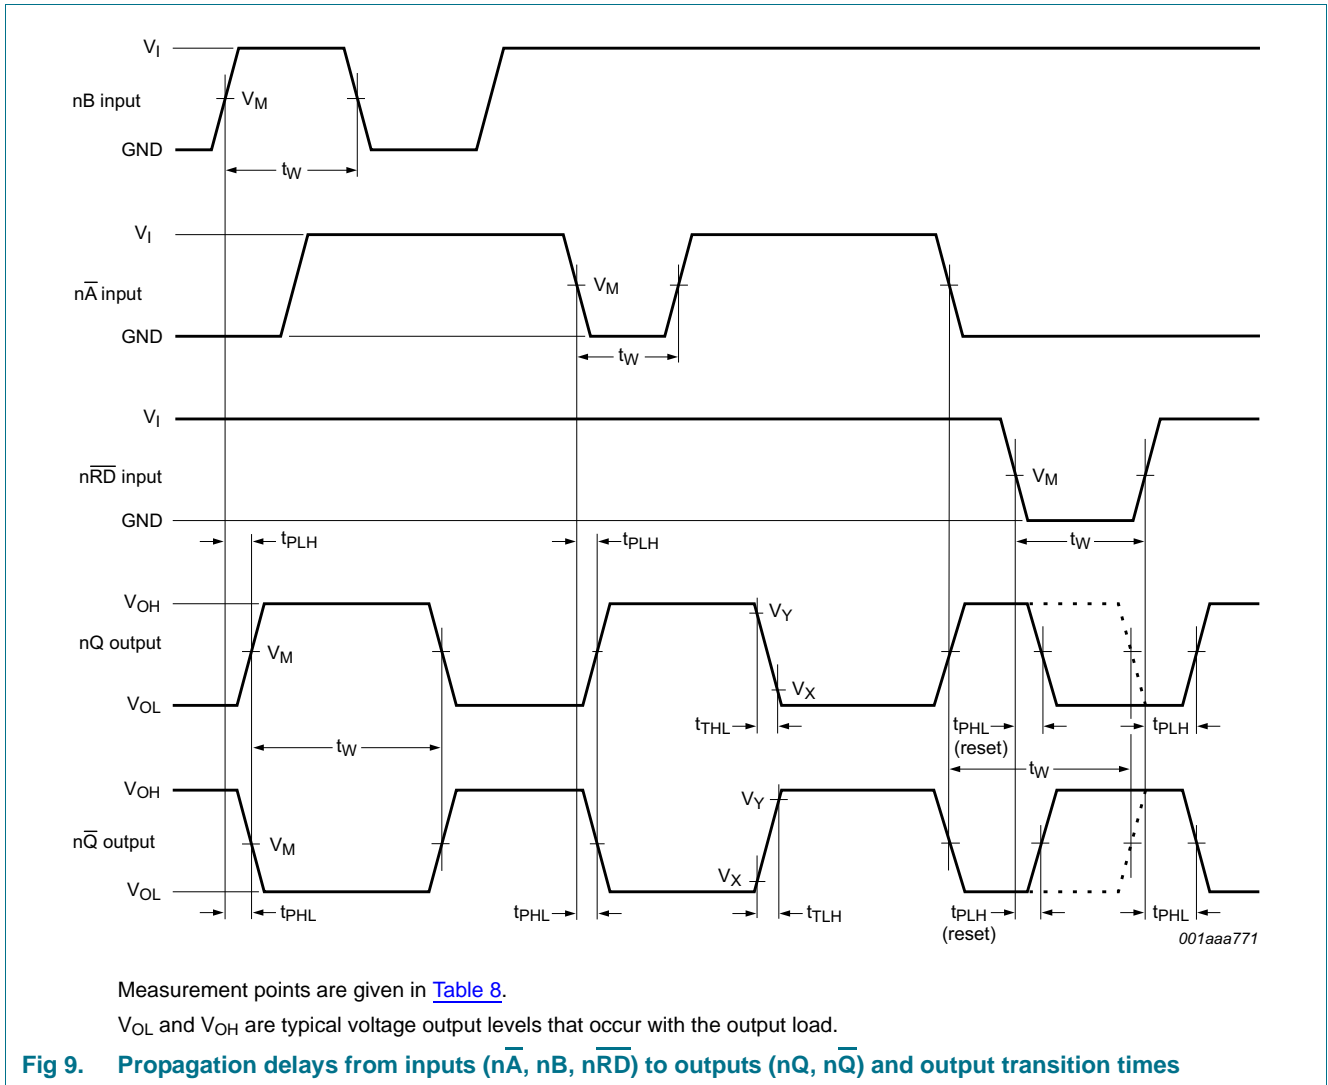 VI
nB input
VM
GND
tW
VI
nA̅ input
VM
GND
tW
VI
nR̅D̅ input
VM
GND
tW
tPLH
tPLH
VOH
VY
nQ output
VM
VX
VOL
tTHL
tPHL
(reset)
tPLH
tW
tW
VOH
VY
nQ̅ output
VM
VX
VOL
tPHL
tPHL
tTLH
tPLH
(reset)
tPHL
001aaa771
Measurement points are given in Table 8.
VOL and VOH are typical voltage output levels that occur with the output load.
Fig 9. Propagation delays from inputs (nA̅, nB, nR̅D̅) to outputs (nQ, nQ̅) and output transition times